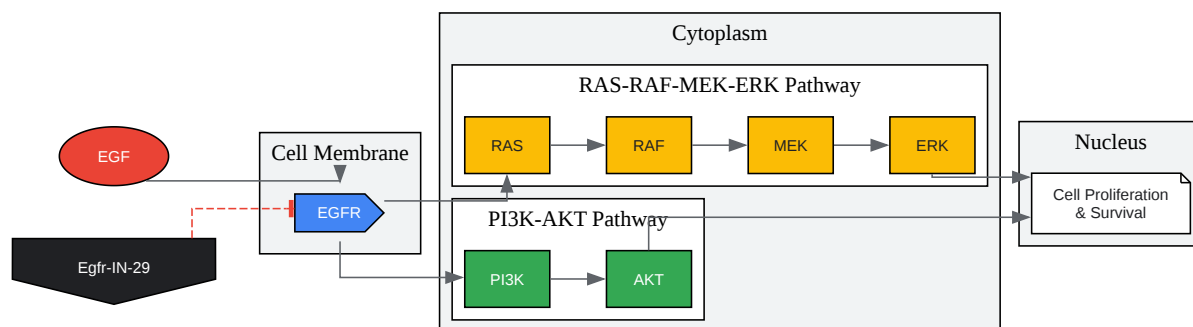 Cytoplasm
RAS-RAF-MEK-ERK Pathway
RAS
RAF
MEK
ERK
EGF
Cell Membrane
EGFR
Egfr-IN-29
PI3K-AKT Pathway
PI3K
AKT
Nucleus
Cell Proliferation
& Survival